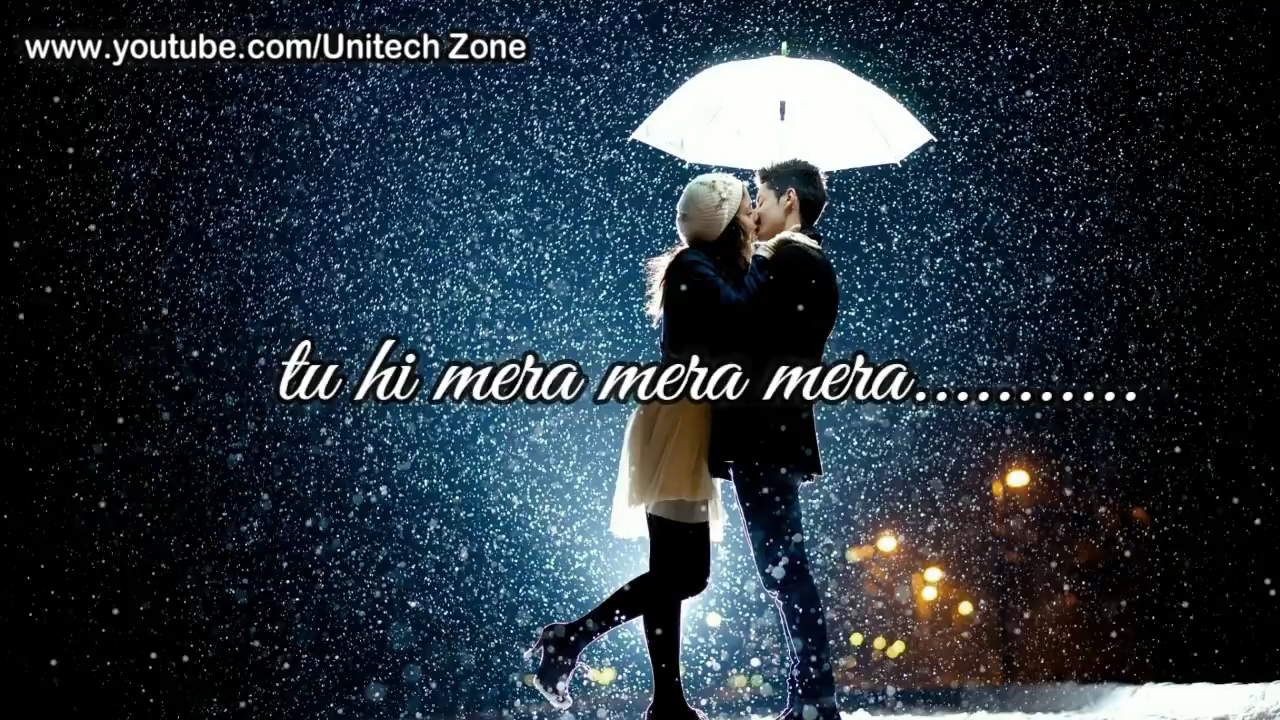 www.youtube.com/Unitech Zone
tu hi mera mera mera...........